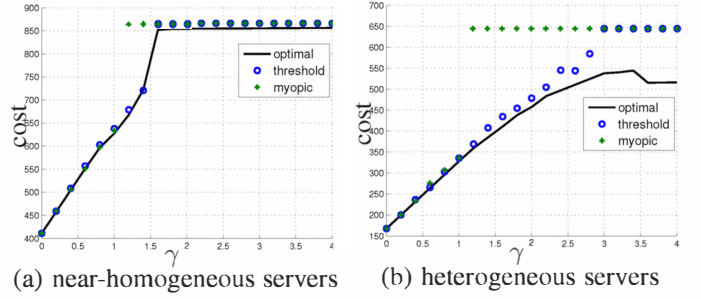 900
850
800
750
700
650
600
550
500
450
400
cost
optimal
threshold
myopic
0 0.5 1 1.5 2 2.5 3 3.5 4
γ
(a) near-homogeneous servers
700
650
600
550
500
450
400
350
300
250
200
150
cost
optimal
threshold
myopic
0 0.5 1 1.5 2 2.5 3 3.5 4
γ
(b) heterogeneous servers